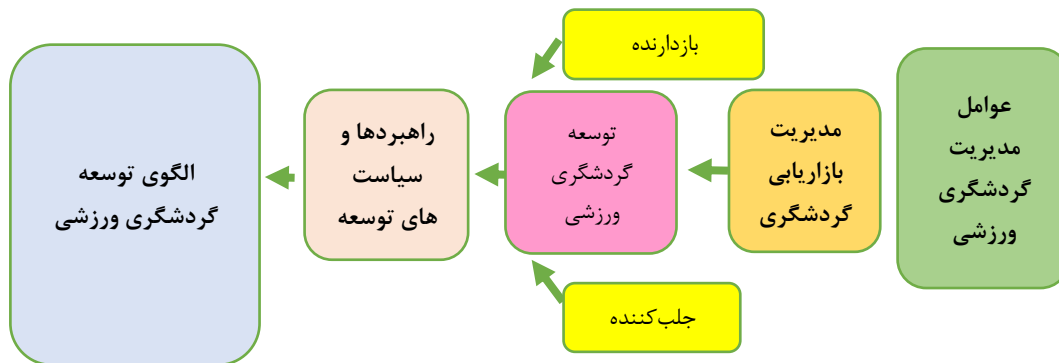 عوامل
مدیریت
گردشگری
ورزشی
مدیریت
بازاریابی
گردشگری
بازدارنده
توسعه
گردشگری
ورزشی
جلب‌کننده
راهبردها و
سیاست
های توسعه
الگوی توسعه
گردشگری ورزشی